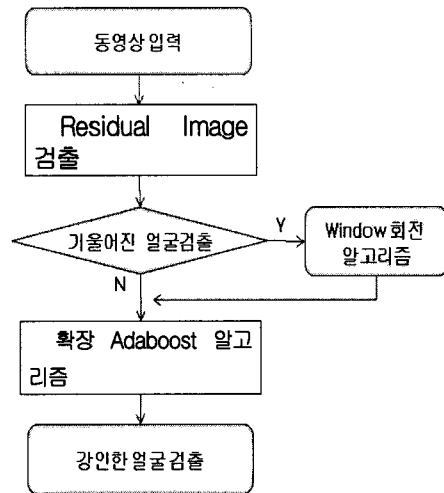 동영상입력
Residual Image
검출
기울어진 얼굴검출
Y
Window회전
알고리즘
N
확장 Adaboost 알고
리즘
강인한얼굴검출